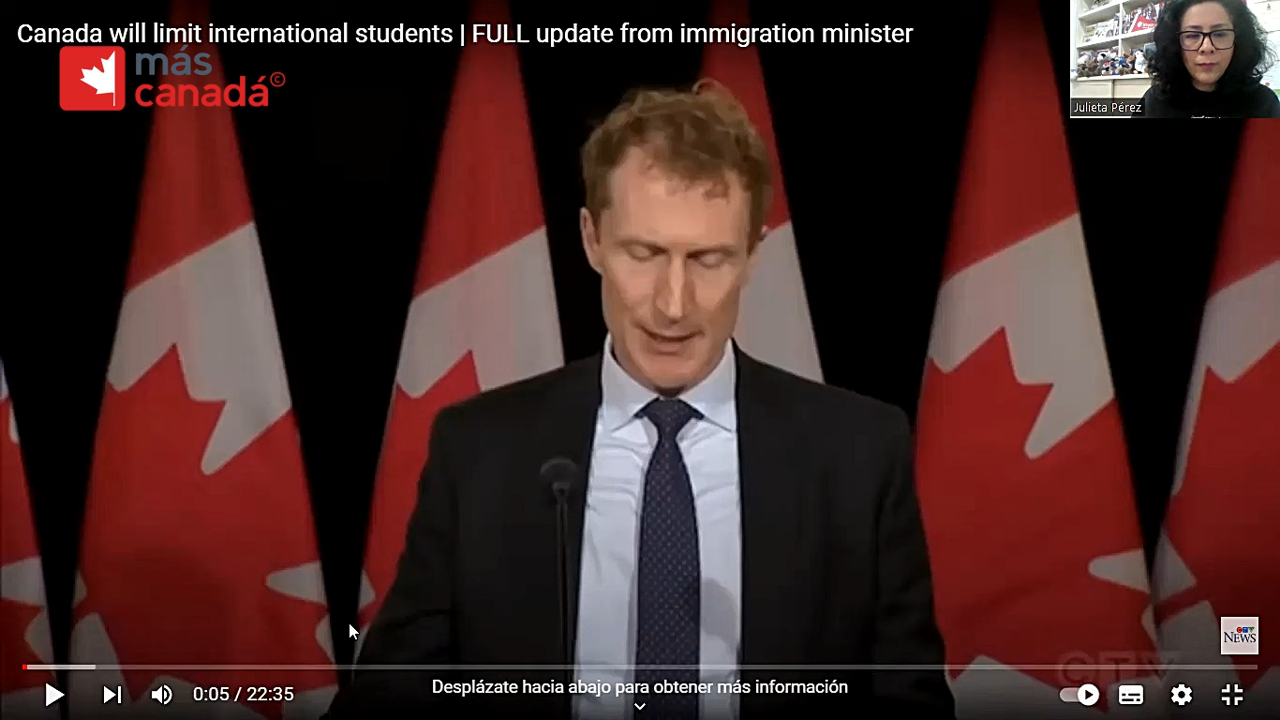 Canada will limit international students | FULL update from immigration minister
más
canadá©
Julieta Pérez
NEWS
CTV
0:05 / 22:35
Desplázate hacia abajo para obtener más información